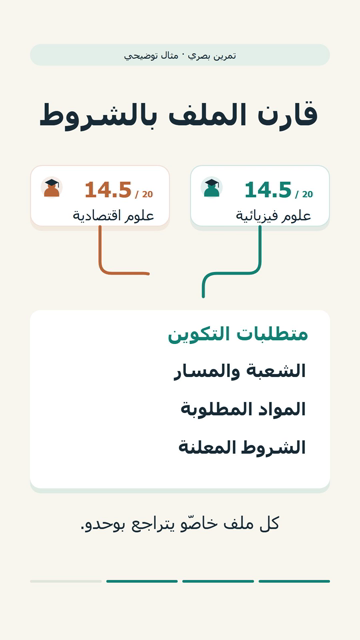 تمرين بصري · مثال توضيحي
قارن الملف بالشروط
14.5 / 20
علوم فيزيائية
14.5 / 20
علوم اقتصادية
متطلبات التكوين
الشعبة والمسار
المواد المطلوبة
الشروط المعلنة
كل ملف خاصّو يتراجع بوحدو.